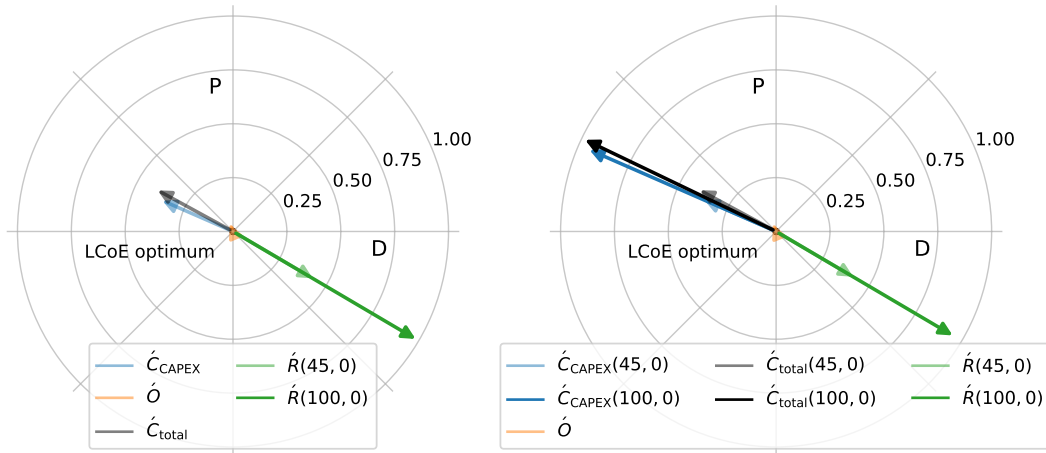 P
1.00
0.75
0.50
0.25
D
LCoE optimum
Ć_CAPEX
Ó
Ć_total
Ŕ(45, 0)
Ŕ(100, 0)
P
1.00
0.75
0.50
0.25
D
LCoE optimum
Ć_CAPEX(45, 0)
Ć_CAPEX(100, 0)
Ó
Ć_total(45, 0)
Ć_total(100, 0)
Ŕ(45, 0)
Ŕ(100, 0)